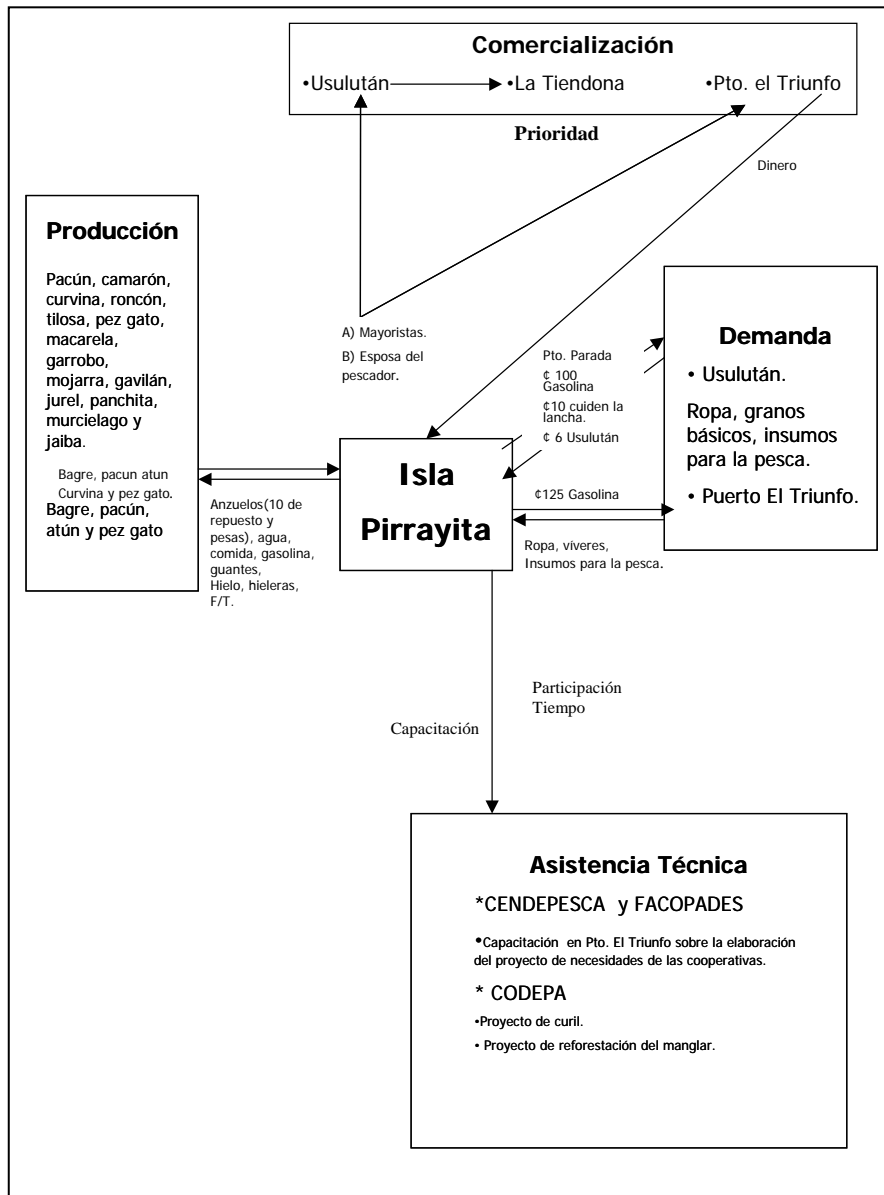 Comercialización
•Usulután •La Tiendona •Pto. el Triunfo
Prioridad
Dinero
Producción
Pacún, camarón,
curvina, roncón,
tilosa, pez gato,
macarela,
garrobo,
mojarra, gavilán,
jurel, panchita,
murcielago y
jaiba.
Bagre, pacun atun
Curvina y pez gato.
Bagre, pacún,
atún y pez gato
A) Mayoristas.
B) Esposa del
pescador.
Pto. Parada
¢ 100
Gasolina
¢10 cuiden la
lancha.
¢ 6 Usulután
Demanda
• Usulután.
Ropa, granos
básicos, insumos
para la pesca.
• Puerto El Triunfo.
Isla
Pirrayita
Anzuelos(10 de
repuesto y
pesas), agua,
comida, gasolina,
guantes,
Hielo, hieleras,
F/T.
¢125 Gasolina
Ropa, víveres,
Insumos para la pesca.
Participación
Tiempo
Capacitación
Asistencia Técnica
*CENDEPESCA y FACOPADES
•Capacitación en Pto. El Triunfo sobre la elaboración
del proyecto de necesidades de las cooperativas.
* CODEPA
•Proyecto de curil.
• Proyecto de reforestación del manglar.